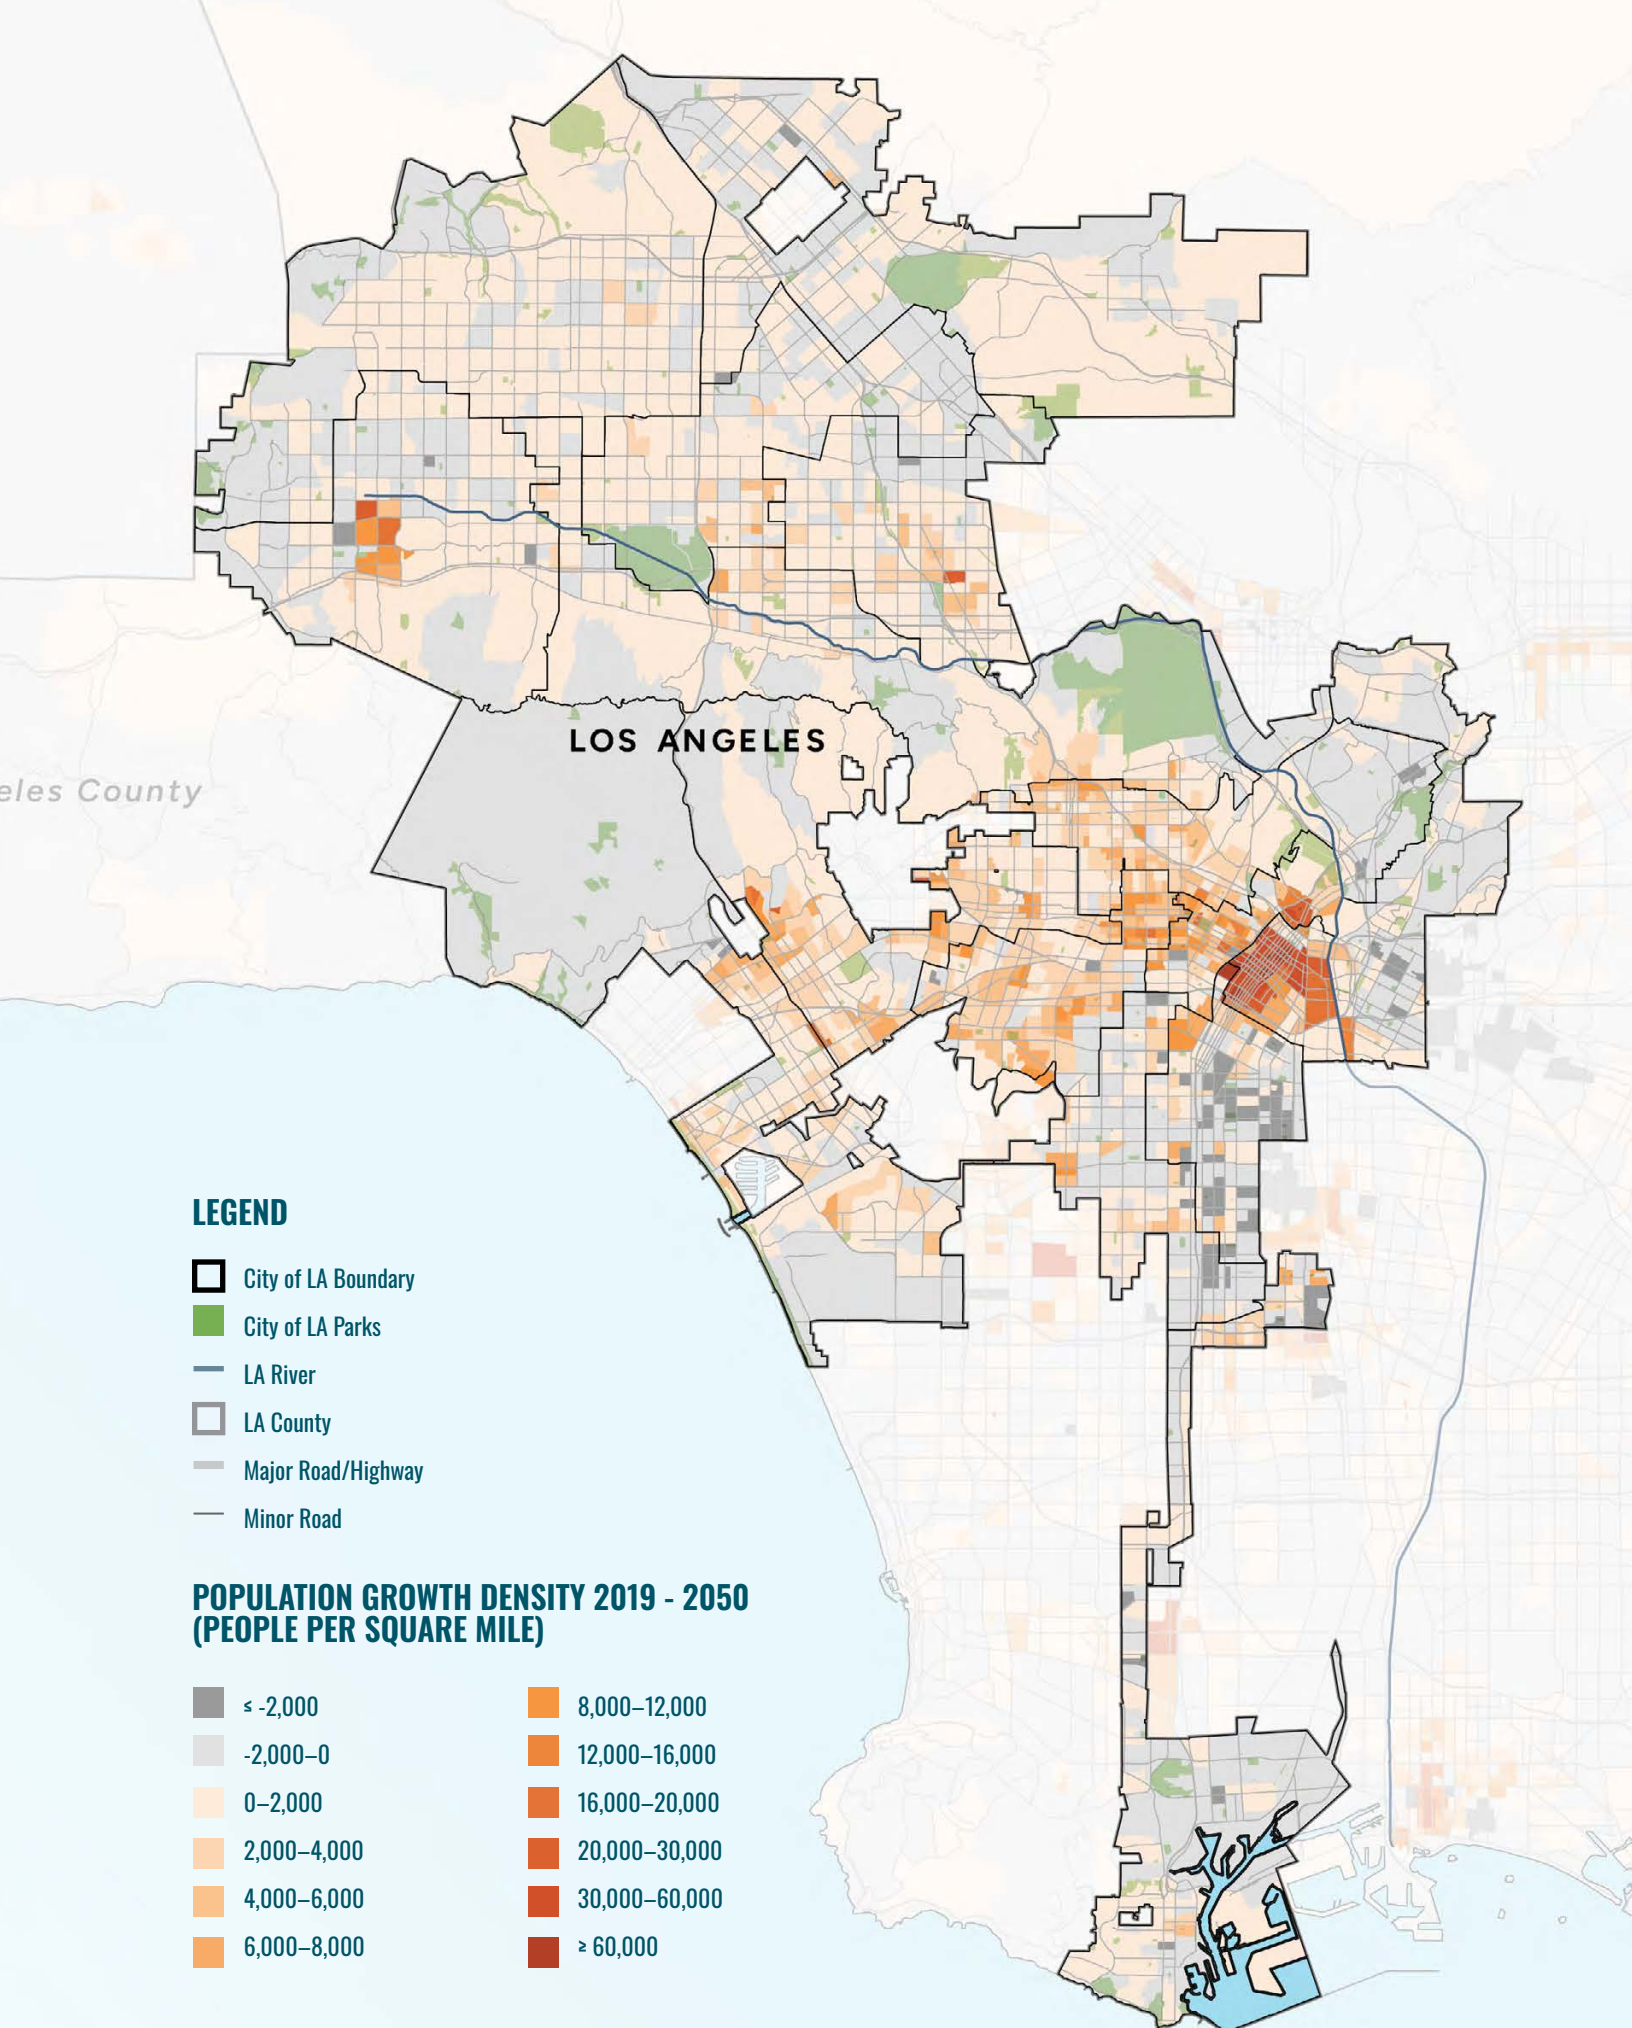 LOS ANGELES
eles County
LEGEND
City of LA Boundary
City of LA Parks
LA River
LA County
Major Road/Highway
Minor Road
POPULATION GROWTH DENSITY 2019 - 2050
(PEOPLE PER SQUARE MILE)
≤ -2,000
-2,000–0
0–2,000
2,000–4,000
4,000–6,000
6,000–8,000
8,000–12,000
12,000–16,000
16,000–20,000
20,000–30,000
30,000–60,000
≥ 60,000